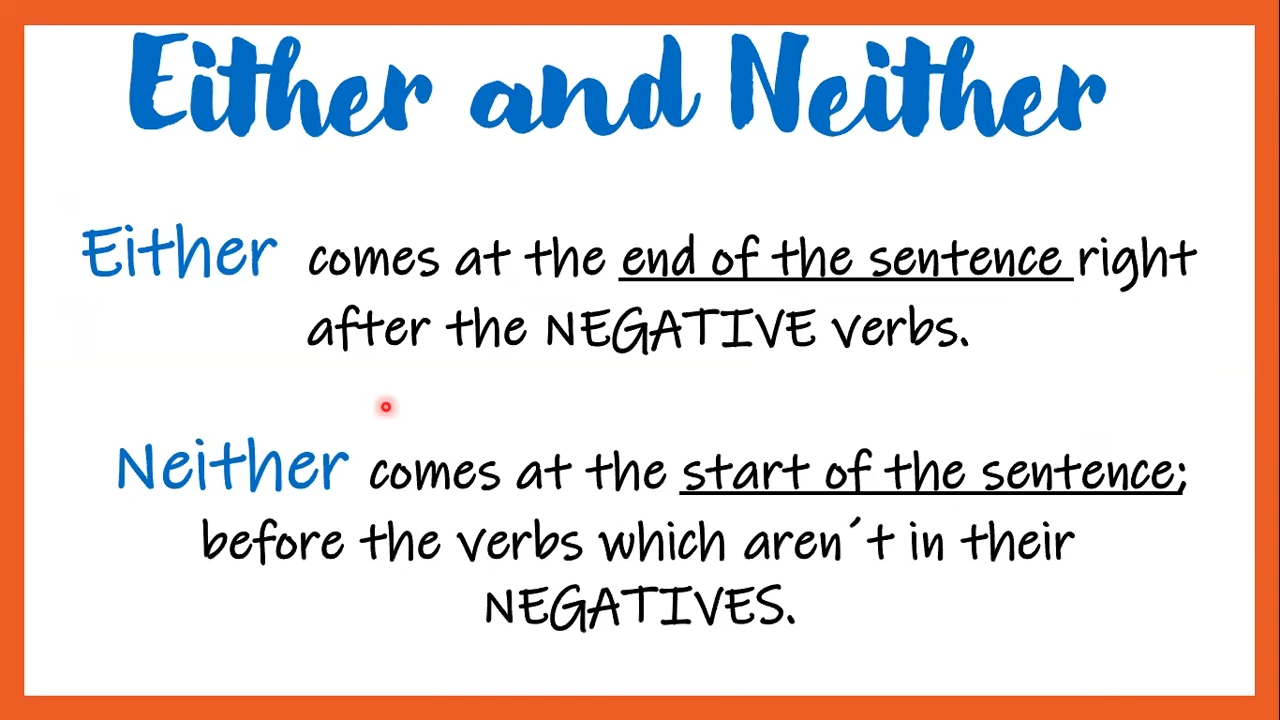 Either and Neither
Either comes at the end of the sentence right
after the NEGATIVE verbs.
Neither comes at the start of the sentence;
before the verbs which aren´t in their
NEGATIVES.